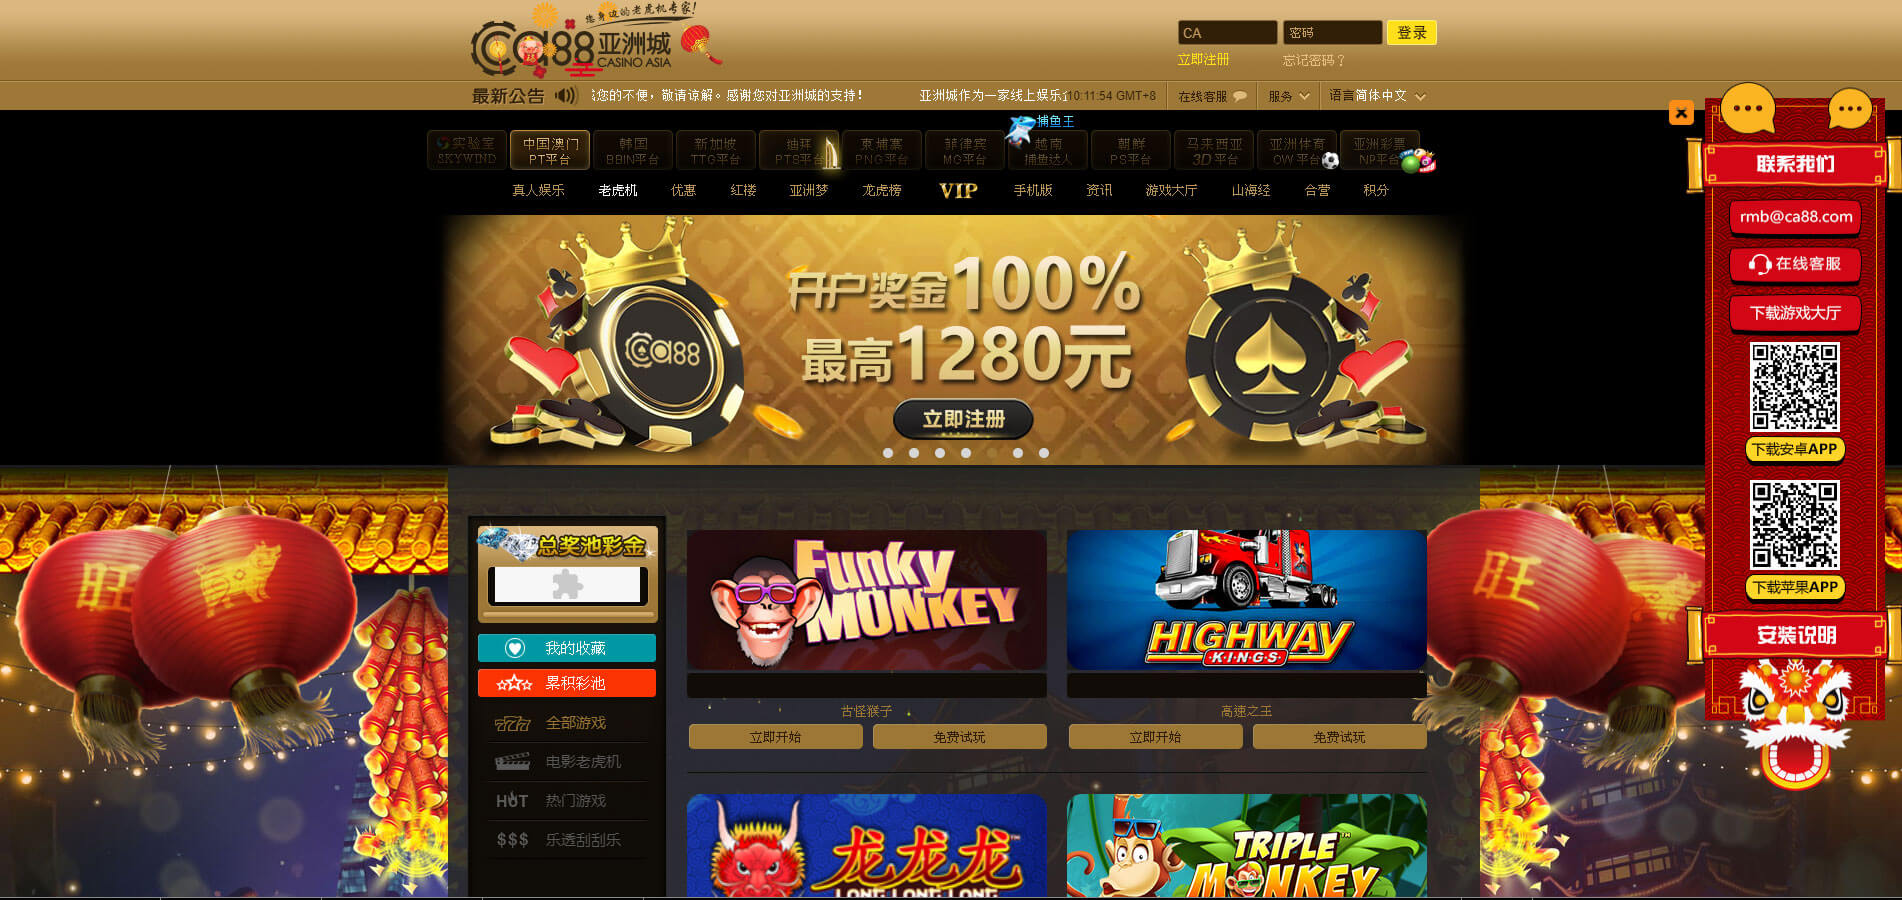 您身边的老虎机专家!
ca88 亚洲城
CASINO ASIA
CA
密码
登录
立即注册
忘记密码？
最新公告
您的不便，敬请谅解。感谢您对亚洲城的支持！
亚洲城作为一家线上娱乐
10:11:54 GMT+8
在线客服
服务
语言简体中文
捕鱼王
实验室
SKYWIND
中国澳门
PT平台
韩国
BBIN平台
新加坡
TTG平台
迪拜
PTS平台
柬埔寨
PNG平台
菲律宾
MG平台
越南
捕鱼达人
朝鲜
PS平台
马来西亚
3D平台
亚洲体育
OW平台
亚洲彩票
NP平台
真人娱乐
老虎机
优惠
红楼
亚洲梦
龙虎榜
VIP
手机版
资讯
游戏大厅
山海经
合营
积分
开户奖金100%
最高1280元
立即注册
ca88
联系我们
rmb@ca88.com
在线客服
下载游戏大厅
下载安卓APP
下载苹果APP
安装说明
旺
旺
总奖池彩金
我的收藏
累积彩池
777
全部游戏
电影老虎机
HOT
热门游戏
$$$
乐透刮刮乐
Funky
MONKEY
古怪猴子
立即开始
免费试玩
HIGHWAY
KINGS
高速之王
立即开始
免费试玩
龙龙龙
LONG LONG LONG
TRIPLE
MONKEY